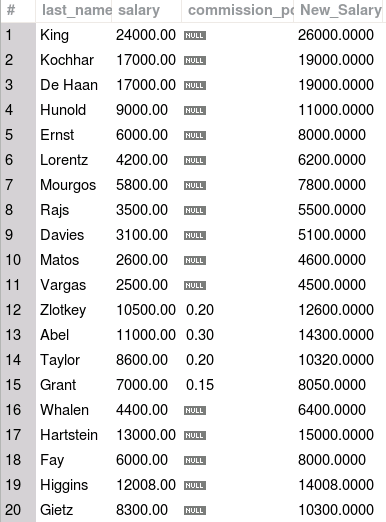 # last_name salary commission_pc New_Salary
1 King 24000.00 NULL 26000.0000
2 Kochhar 17000.00 NULL 19000.0000
3 De Haan 17000.00 NULL 19000.0000
4 Hunold 9000.00 NULL 11000.0000
5 Ernst 6000.00 NULL 8000.0000
6 Lorentz 4200.00 NULL 6200.0000
7 Mourgos 5800.00 NULL 7800.0000
8 Rajs 3500.00 NULL 5500.0000
9 Davies 3100.00 NULL 5100.0000
10 Matos 2600.00 NULL 4600.0000
11 Vargas 2500.00 NULL 4500.0000
12 Zlotkey 10500.00 0.20 12600.0000
13 Abel 11000.00 0.30 14300.0000
14 Taylor 8600.00 0.20 10320.0000
15 Grant 7000.00 0.15 8050.0000
16 Whalen 4400.00 NULL 6400.0000
17 Hartstein 13000.00 NULL 15000.0000
18 Fay 6000.00 NULL 8000.0000
19 Higgins 12008.00 NULL 14008.0000
20 Gietz 8300.00 NULL 10300.0000